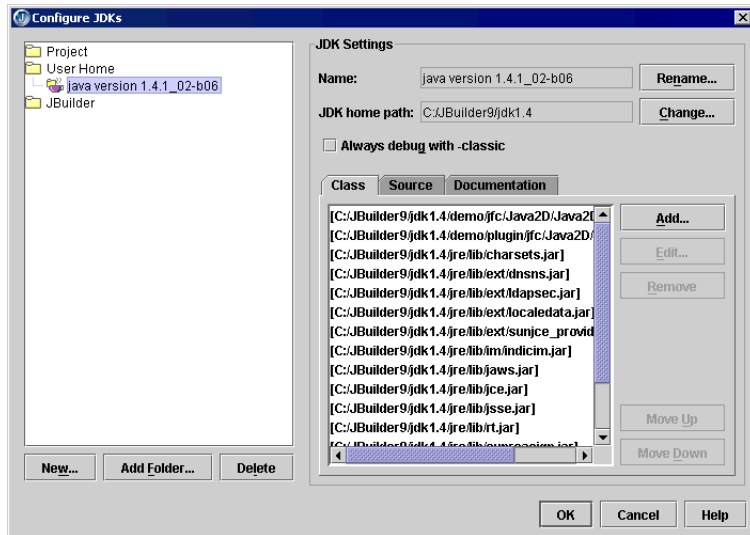 Configure JDKs
Project
User Home
java version 1.4.1_02-b06
JBuilder
New...
Add Folder...
Delete
JDK Settings
Name: java version 1.4.1_02-b06 Rename...
JDK home path: C:/JBuilder9/jdk1.4 Change...
Always debug with -classic
Class Source Documentation
[C:/JBuilder9/jdk1.4/demo/jfc/Java2D/Java2D
[C:/JBuilder9/jdk1.4/demo/plugin/jfc/Java2D/
[C:/JBuilder9/jdk1.4/jre/lib/charsets.jar]
[C:/JBuilder9/jdk1.4/jre/lib/ext/dnsns.jar]
[C:/JBuilder9/jdk1.4/jre/lib/ext/ldapsec.jar]
[C:/JBuilder9/jdk1.4/jre/lib/ext/localedata.jar]
[C:/JBuilder9/jdk1.4/jre/lib/ext/sunjce_provid
[C:/JBuilder9/jdk1.4/jre/lib/im/indicim.jar]
[C:/JBuilder9/jdk1.4/jre/lib/jaws.jar]
[C:/JBuilder9/jdk1.4/jre/lib/jce.jar]
[C:/JBuilder9/jdk1.4/jre/lib/jsse.jar]
[C:/JBuilder9/jdk1.4/jre/lib/rt.jar]
[C:/JBuilder9/jdk1.4/jre/lib/sunrsasign.jar]
Add...
Edit...
Remove
Move Up
Move Down
OK
Cancel
Help